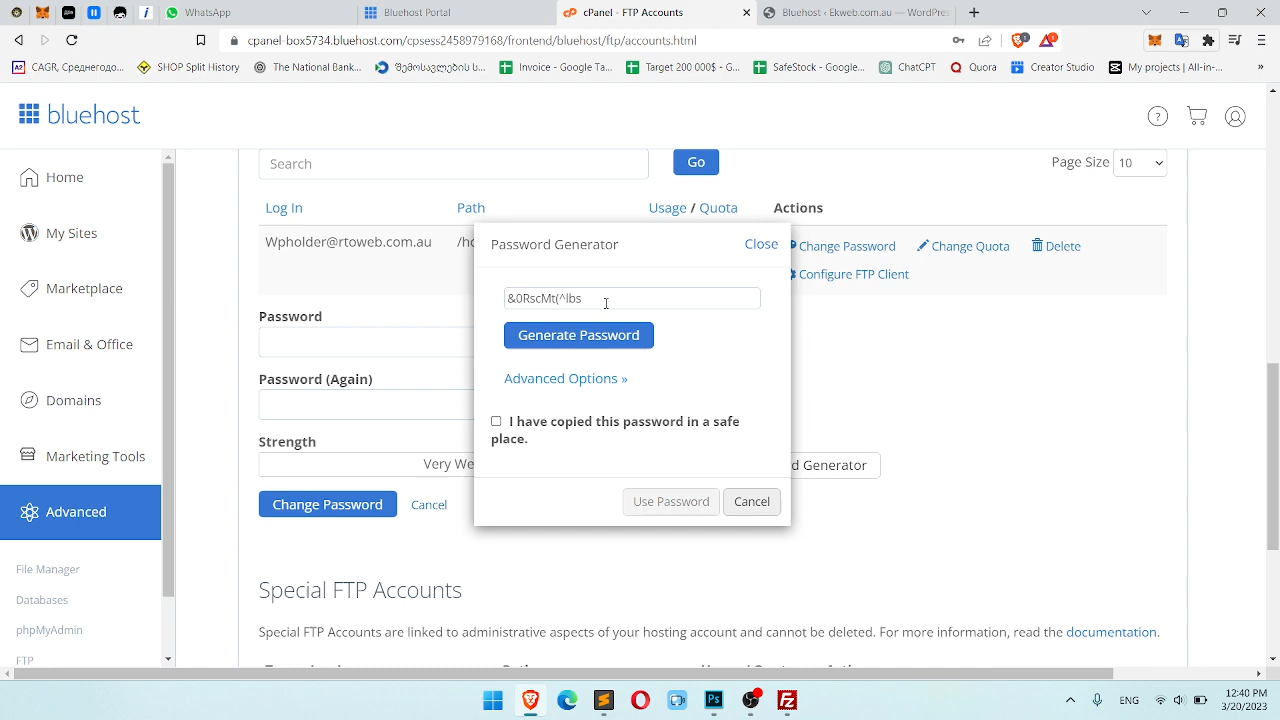 WhatsApp
Bluehost Portal
cPanel - FTP Accounts
Bluehost ‹ Ekweb.com.au — WordPre
cpanel-box5734.bluehost.com/cpsess2458979168/frontend/bluehost/ftp/accounts.html
CAGR, Среднегодо...
SHOP Split History
The National Bank...
Invoice - Google Ta...
Target 200 000$ - G...
SafeStock - Google...
ChatCPT
Quora
Creator Studio
My projects | All-in-...
»
bluehost
Home
My Sites
Marketplace
Email & Office
Domains
Marketing Tools
Advanced
File Manager
Databases
phpMyAdmin
FTP
Search
Go
Page Size 10
Log In Path Usage / Quota Actions
Wpholder@rtoweb.com.au
Change Password Change Quota Delete
Configure FTP Client
Password
Password (Again)
Strength
Very We
d Generator
Change Password Cancel
Password Generator Close
&0RscMt(^lbs
Generate Password
Advanced Options »
I have copied this password in a safe
place.
Use Password Cancel
Special FTP Accounts
Special FTP Accounts are linked to administrative aspects of your hosting account and cannot be deleted. For more information, read the documentation.
ENG
12:40 PM
3/20/2023